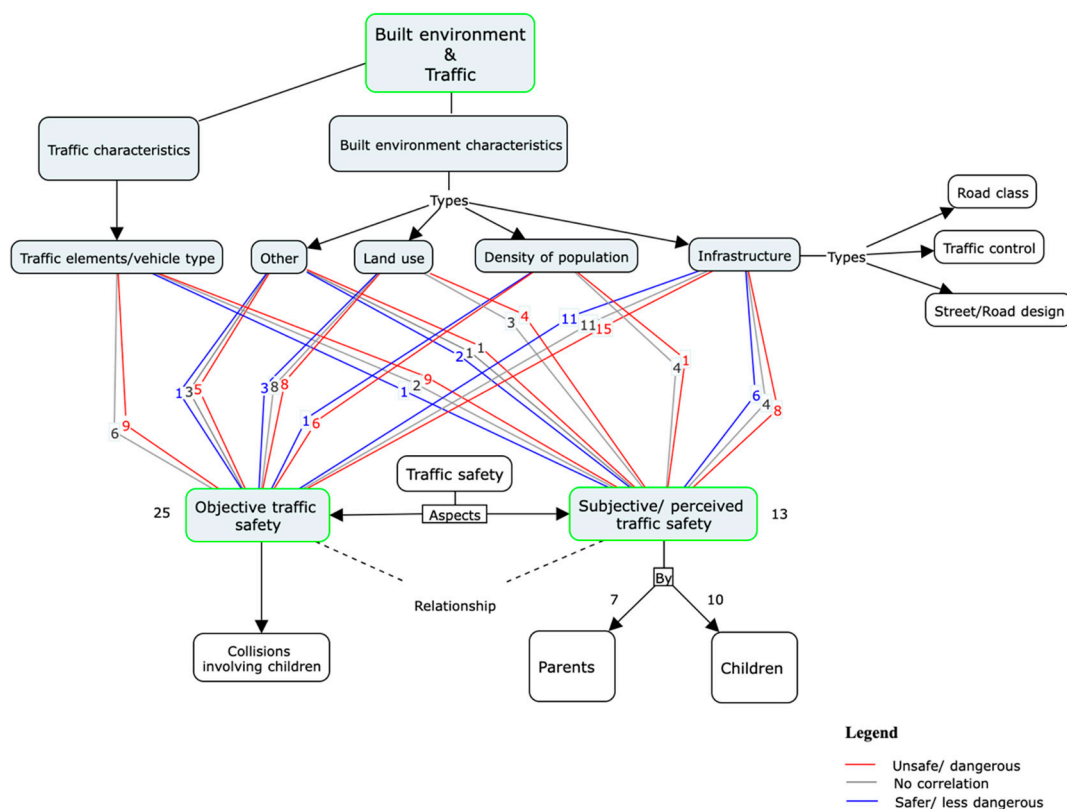 Built environment
&
Traffic
Traffic characteristics
Built environment characteristics
Types
Road class
Traffic elements/vehicle type
Other
Land use
Density of population
Infrastructure
Types
Traffic control
Street/Road design
11
11
15
4
3
1
4
2
1
1
9
2
1
1
3
5
3
8
8
1
6
6
4
8
9
6
Traffic safety
25
Objective traffic
safety
Aspects
Subjective/ perceived
traffic safety
13
Relationship
By
7
10
Collisions
involving children
Parents
Children
Legend
Unsafe/ dangerous
No correlation
Safer/ less dangerous